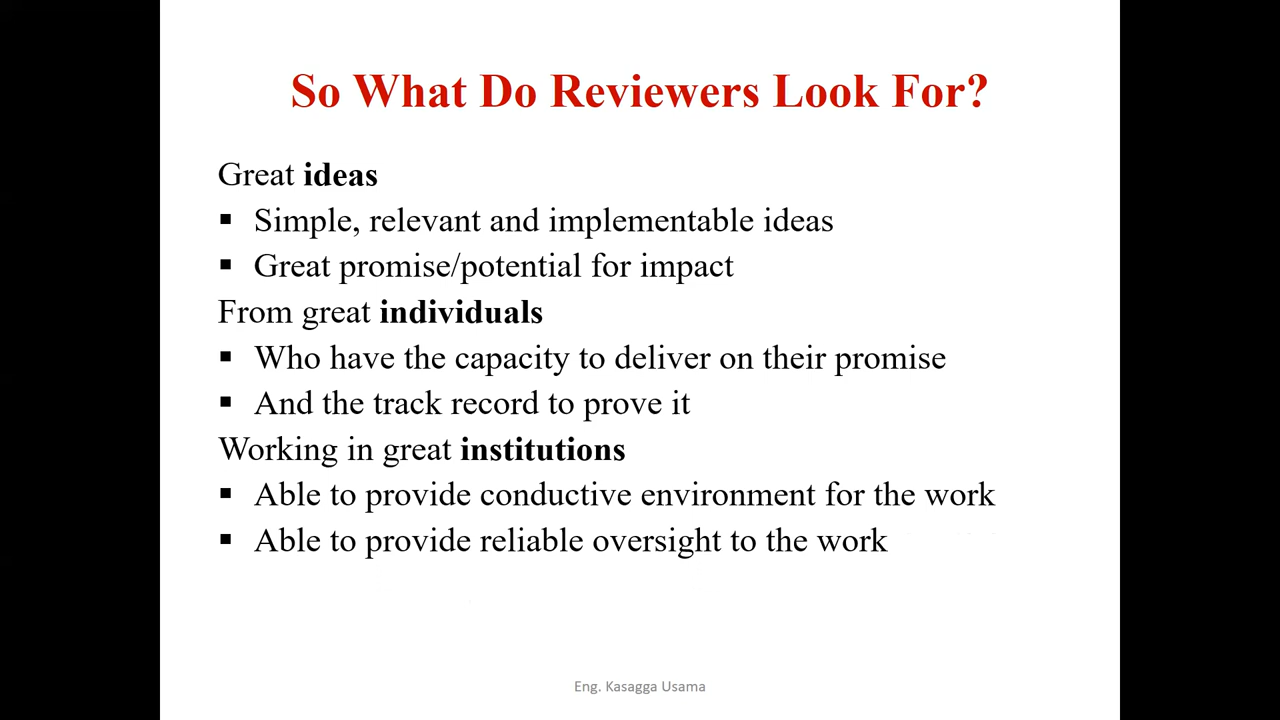 So What Do Reviewers Look For?
Great ideas
▪ Simple, relevant and implementable ideas
▪ Great promise/potential for impact
From great individuals
▪ Who have the capacity to deliver on their promise
▪ And the track record to prove it
Working in great institutions
▪ Able to provide conductive environment for the work
▪ Able to provide reliable oversight to the work
Eng. Kasagga Usama